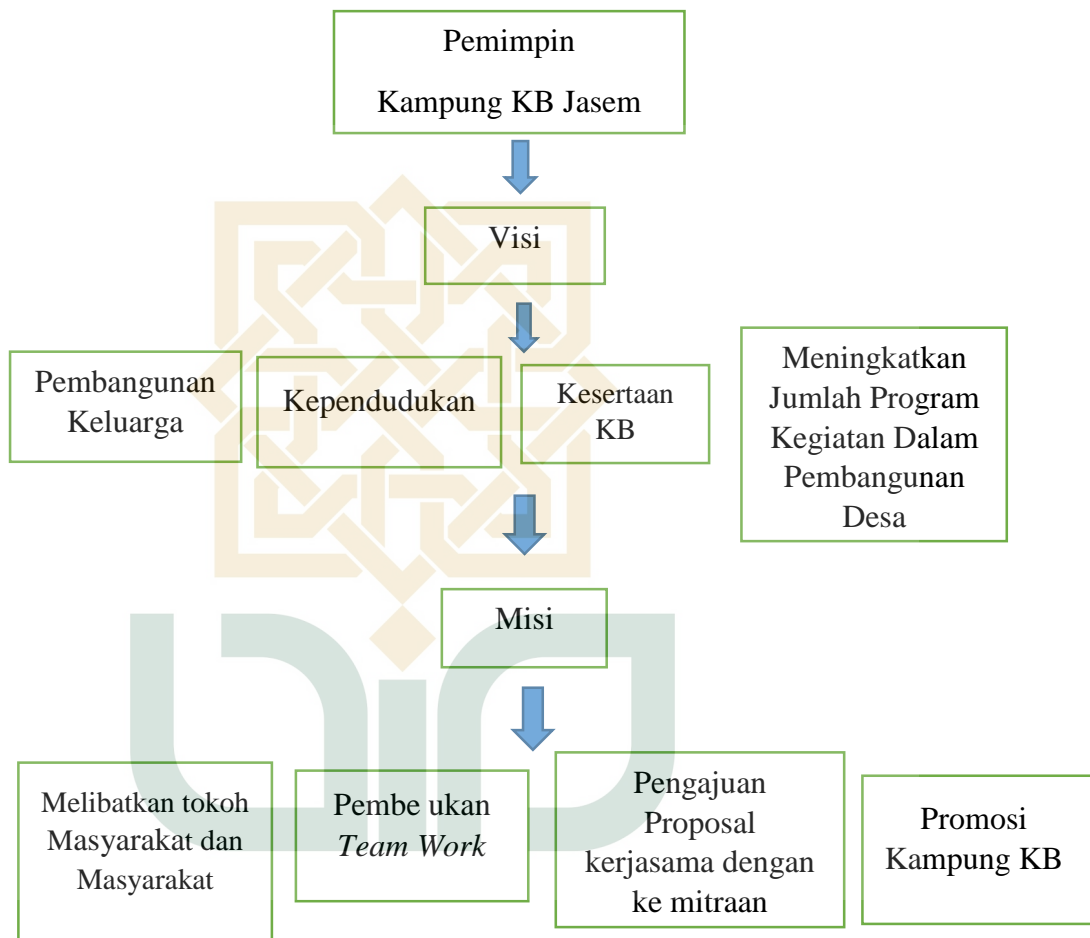 Pemimpin
Kampung KB Jasem
Visi
Pembangunan
Keluarga
Kependudukan
Kesertaan
KB
Meningkatkan
Jumlah Program
Kegiatan Dalam
Pembangunan
Desa
Misi
Melibatkan tokoh
Masyarakat dan
Masyarakat
Pembe ukan
Team Work
Pengajuan
Proposal
kerjasama dengan
ke mitraan
Promosi
Kampung KB